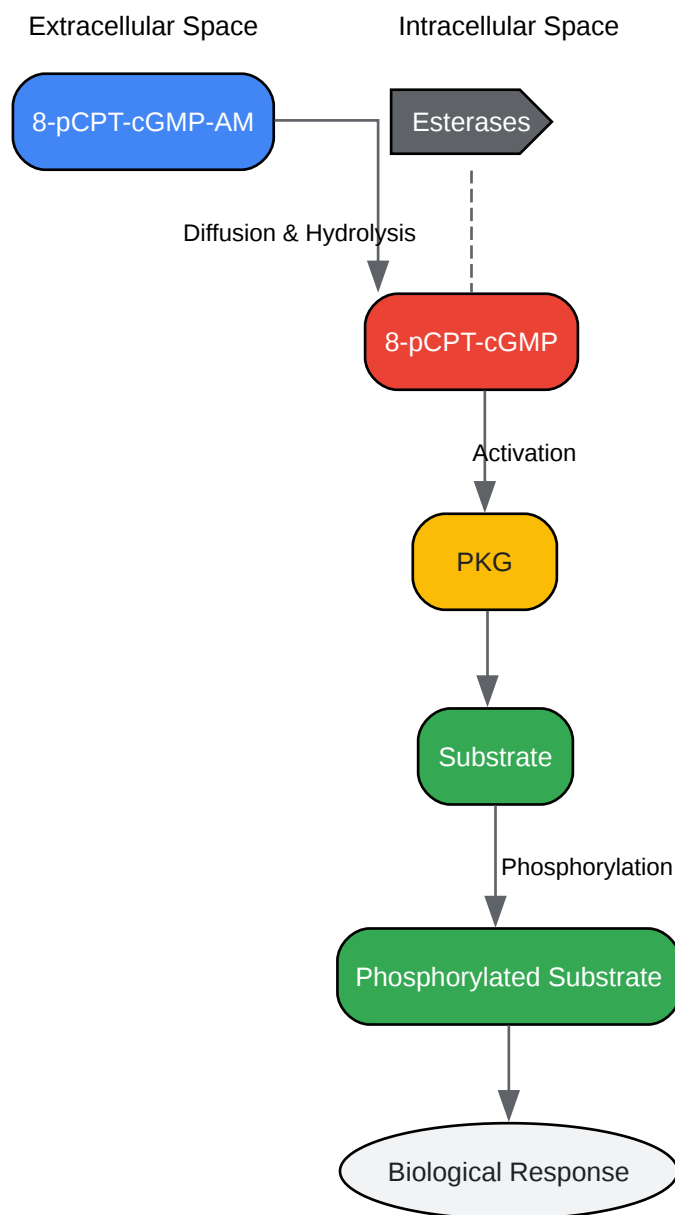 Extracellular Space
Intracellular Space
8-pCPT-cGMP-AM
Esterases
Diffusion & Hydrolysis
8-pCPT-cGMP
Activation
PKG
Substrate
Phosphorylation
Phosphorylated Substrate
Biological Response